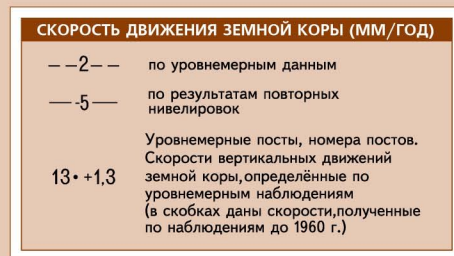 СКОРОСТЬ ДВИЖЕНИЯ ЗЕМНОЙ КОРЫ (ММ/ГОД)
– –2– – по уровнемерным данным
— -5 — по результатам повторных
нивелировок
Уровнемерные посты, номера постов.
Скорости вертикальных движений
13• +1,3 земной коры,определённые по
уровнемерным наблюдениям
(в скобках даны скорости,полученные
по наблюдениям до 1960 г.)